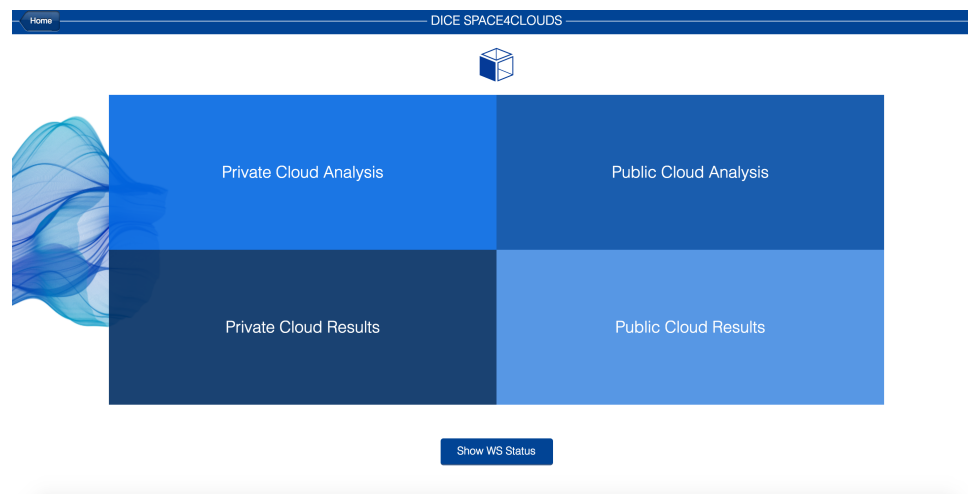 Home
DICE SPACE4CLOUDS
Private Cloud Analysis
Public Cloud Analysis
Private Cloud Results
Public Cloud Results
Show WS Status